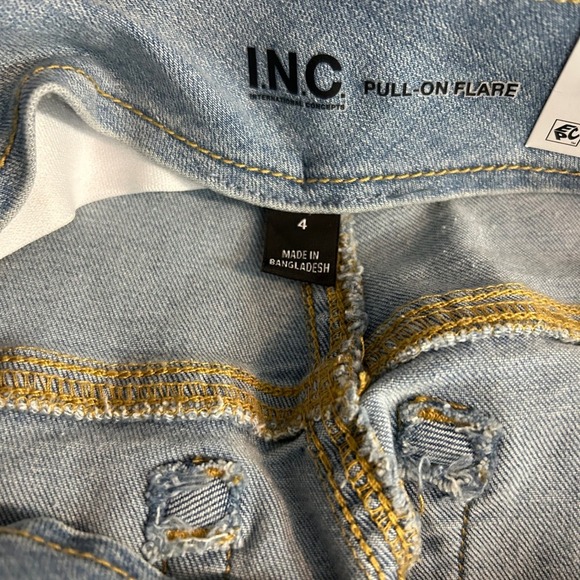 I.N.C.
INTERNATIONAL CONCEPTS
PULL-ON FLARE
4
MADE IN
BANGLADESH